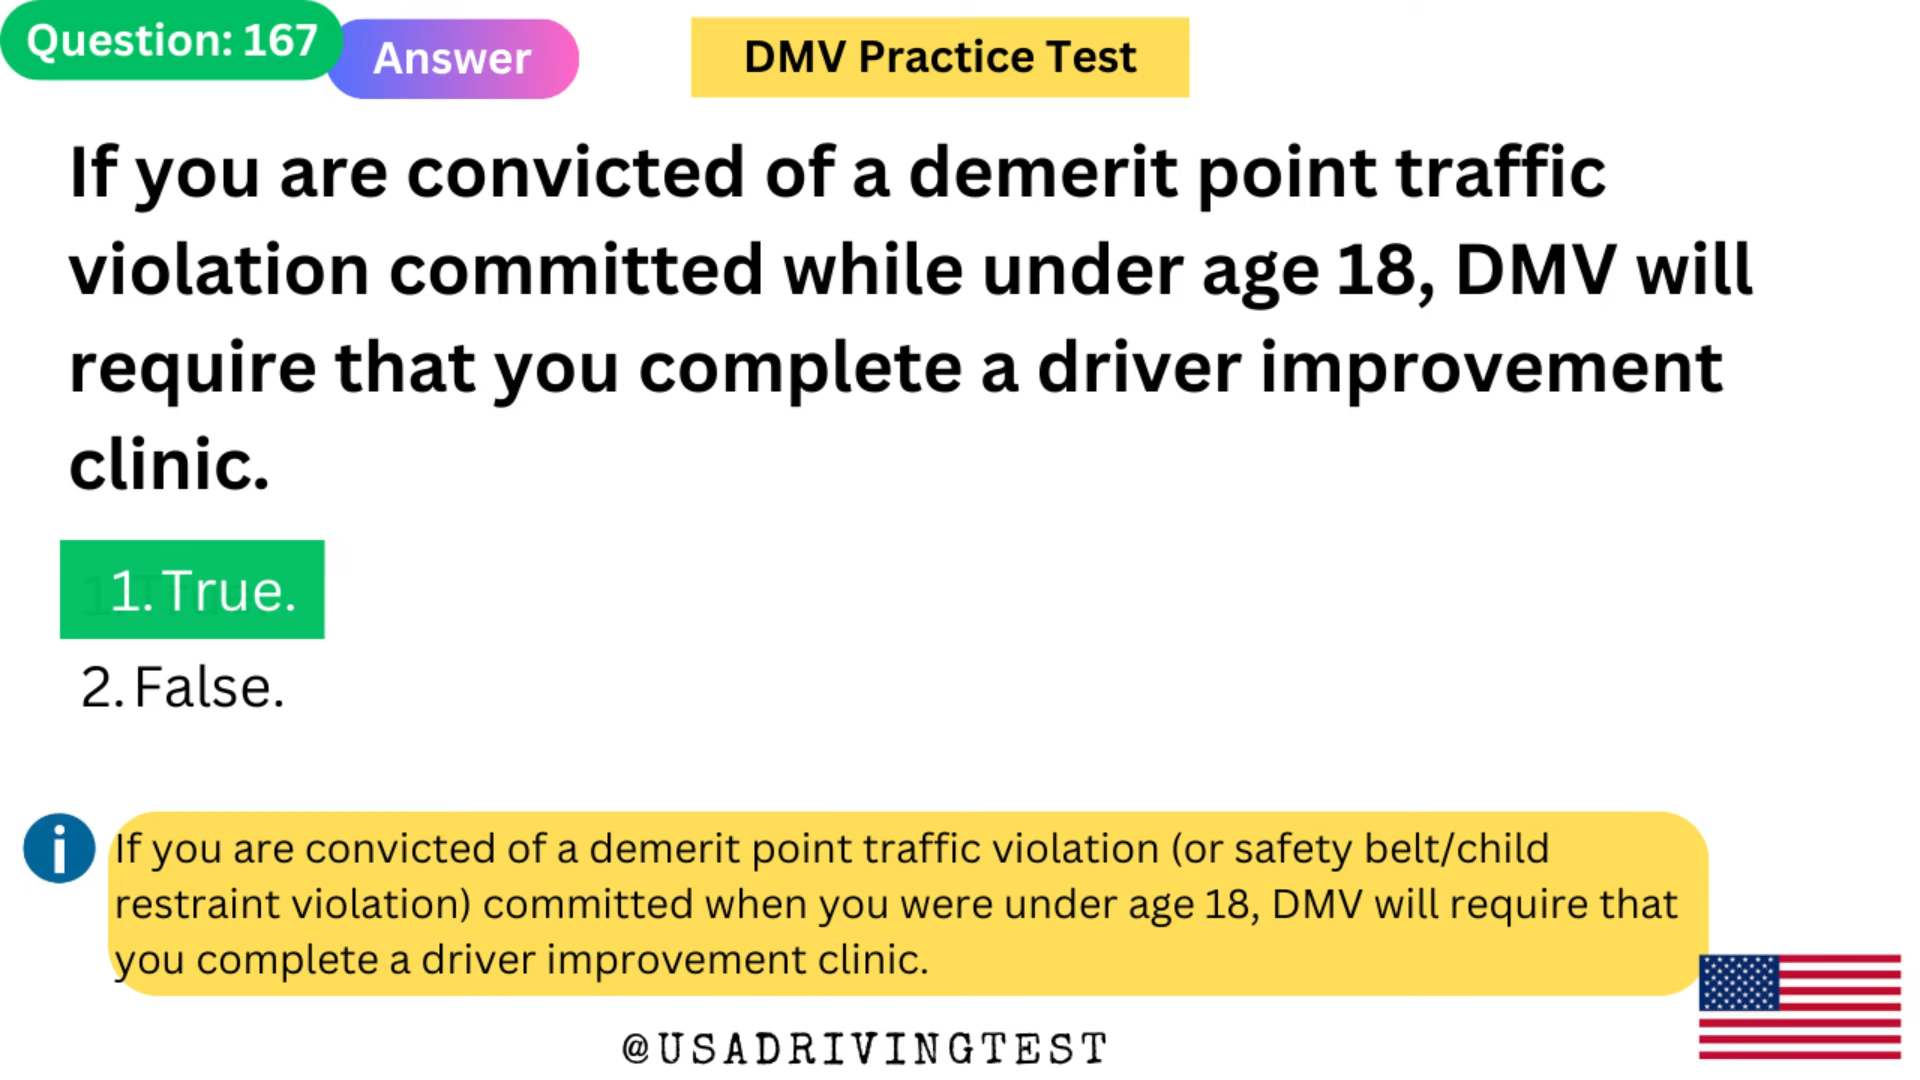 Question: 167
Answer
DMV Practice Test
If you are convicted of a demerit point traffic
violation committed while under age 18, DMV will
require that you complete a driver improvement
clinic.
1. True.
2. False.
i
If you are convicted of a demerit point traffic violation (or safety belt/child
restraint violation) committed when you were under age 18, DMV will require that
you complete a driver improvement clinic.
@USADRIVINGTEST